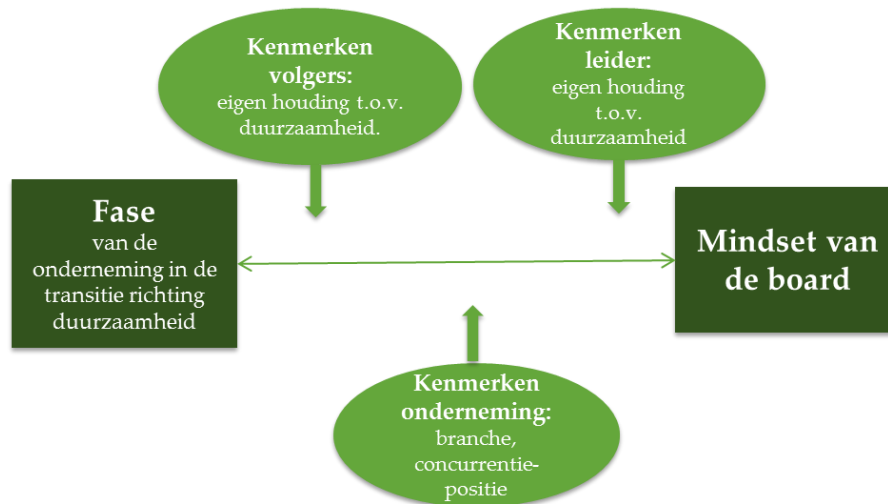 Kenmerken
volgers:
eigen houding t.o.v.
duurzaamheid.
Kenmerken
leider:
eigen houding
t.o.v.
duurzaamheid
Fase
van de
onderneming in de
transitie richting
duurzaamheid
Mindset van
de board
Kenmerken
onderneming:
branche,
concurrentie-
positie